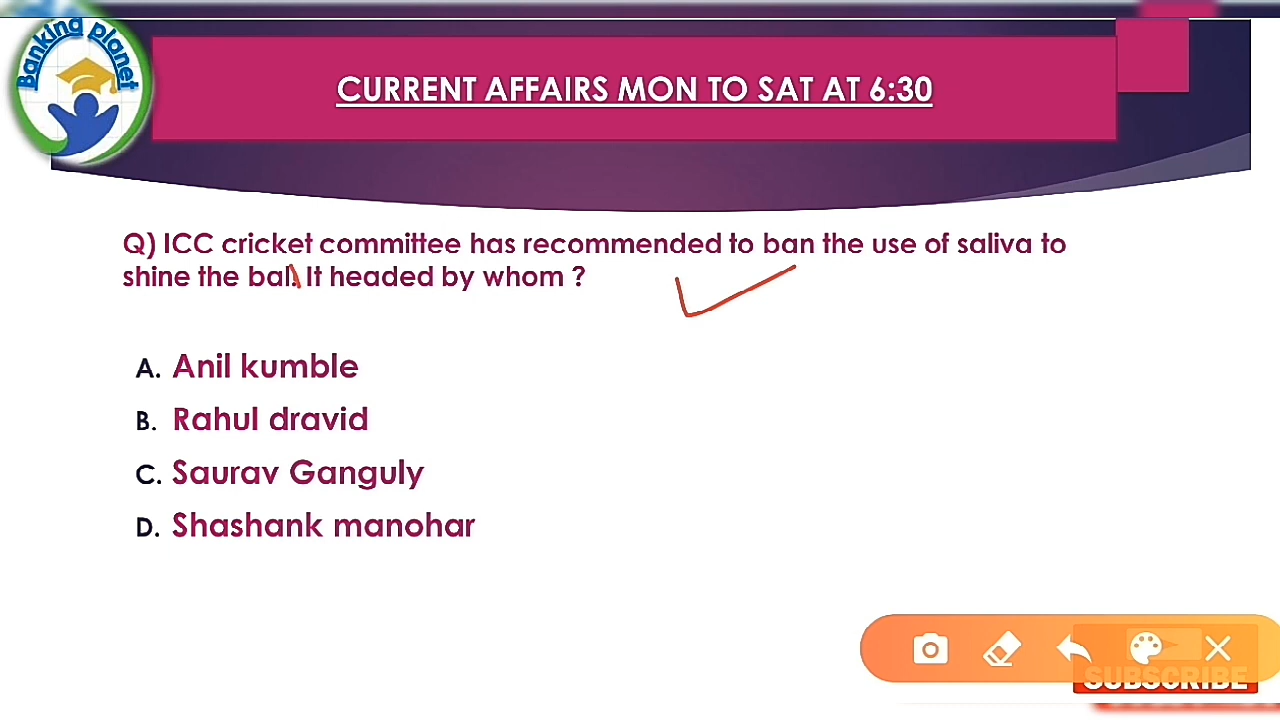 Banking Planet
CURRENT AFFAIRS MON TO SAT AT 6:30
Q) ICC cricket committee has recommended to ban the use of saliva to
shine the bal. It headed by whom ?
A. Anil kumble
B. Rahul dravid
C. Saurav Ganguly
D. Shashank manohar
SUBSCRIBE